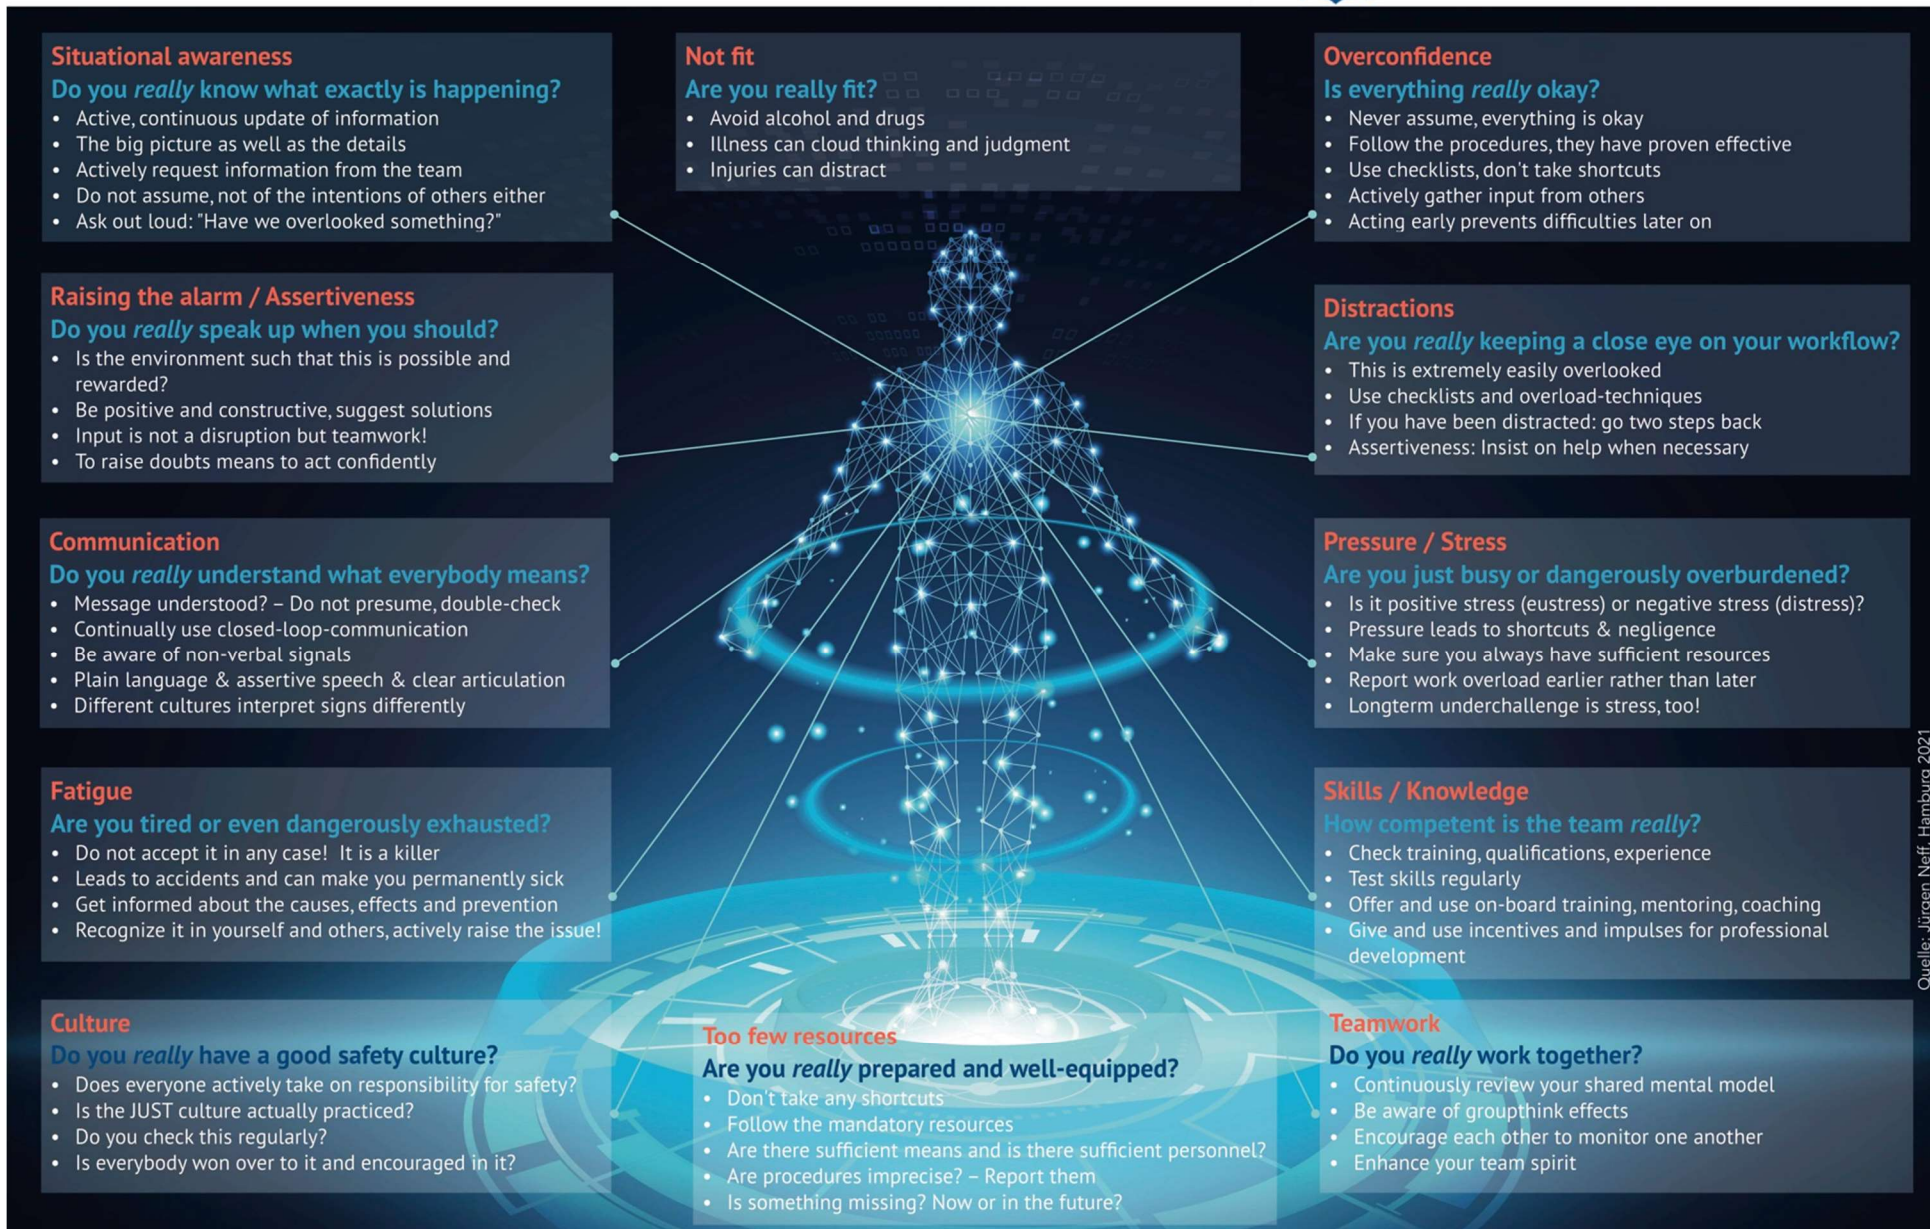 Situational awareness
Do you really know what exactly is happening?
• Active, continuous update of information
• The big picture as well as the details
• Actively request information from the team
• Do not assume, not of the intentions of others either
• Ask out loud: "Have we overlooked something?"
Not fit
Are you really fit?
• Avoid alcohol and drugs
• Illness can cloud thinking and judgment
• Injuries can distract
Overconfidence
Is everything really okay?
• Never assume, everything is okay
• Follow the procedures, they have proven effective
• Use checklists, don't take shortcuts
• Actively gather input from others
• Acting early prevents difficulties later on
Raising the alarm / Assertiveness
Do you really speak up when you should?
• Is the environment such that this is possible and
rewarded?
• Be positive and constructive, suggest solutions
• Input is not a disruption but teamwork!
• To raise doubts means to act confidently
Distractions
Are you really keeping a close eye on your workflow?
• This is extremely easily overlooked
• Use checklists and overload-techniques
• If you have been distracted: go two steps back
• Assertiveness: Insist on help when necessary
Communication
Do you really understand what everybody means?
• Message understood? – Do not presume, double-check
• Continually use closed-loop-communication
• Be aware of non-verbal signals
• Plain language & assertive speech & clear articulation
• Different cultures interpret signs differently
Pressure / Stress
Are you just busy or dangerously overburdened?
• Is it positive stress (eustress) or negative stress (distress)?
• Pressure leads to shortcuts & negligence
• Make sure you always have sufficient resources
• Report work overload earlier rather than later
• Longterm underchallenge is stress, too!
Fatigue
Are you tired or even dangerously exhausted?
• Do not accept it in any case! It is a killer
• Leads to accidents and can make you permanently sick
• Get informed about the causes, effects and prevention
• Recognize it in yourself and others, actively raise the issue!
Skills / Knowledge
How competent is the team really?
• Check training, qualifications, experience
• Test skills regularly
• Offer and use on-board training, mentoring, coaching
• Give and use incentives and impulses for professional
development
Culture
Do you really have a good safety culture?
• Does everyone actively take on responsibility for safety?
• Is the JUST culture actually practiced?
• Do you check this regularly?
• Is everybody won over to it and encouraged in it?
Too few resources
Are you really prepared and well-equipped?
• Don't take any shortcuts
• Follow the mandatory resources
• Are there sufficient means and is there sufficient personnel?
• Are procedures imprecise? – Report them
• Is something missing? Now or in the future?
Teamwork
Do you really work together?
• Continuously review your shared mental model
• Be aware of groupthink effects
• Encourage each other to monitor one another
• Enhance your team spirit
Quelle: Jürgen Neff, Hamburg 2021